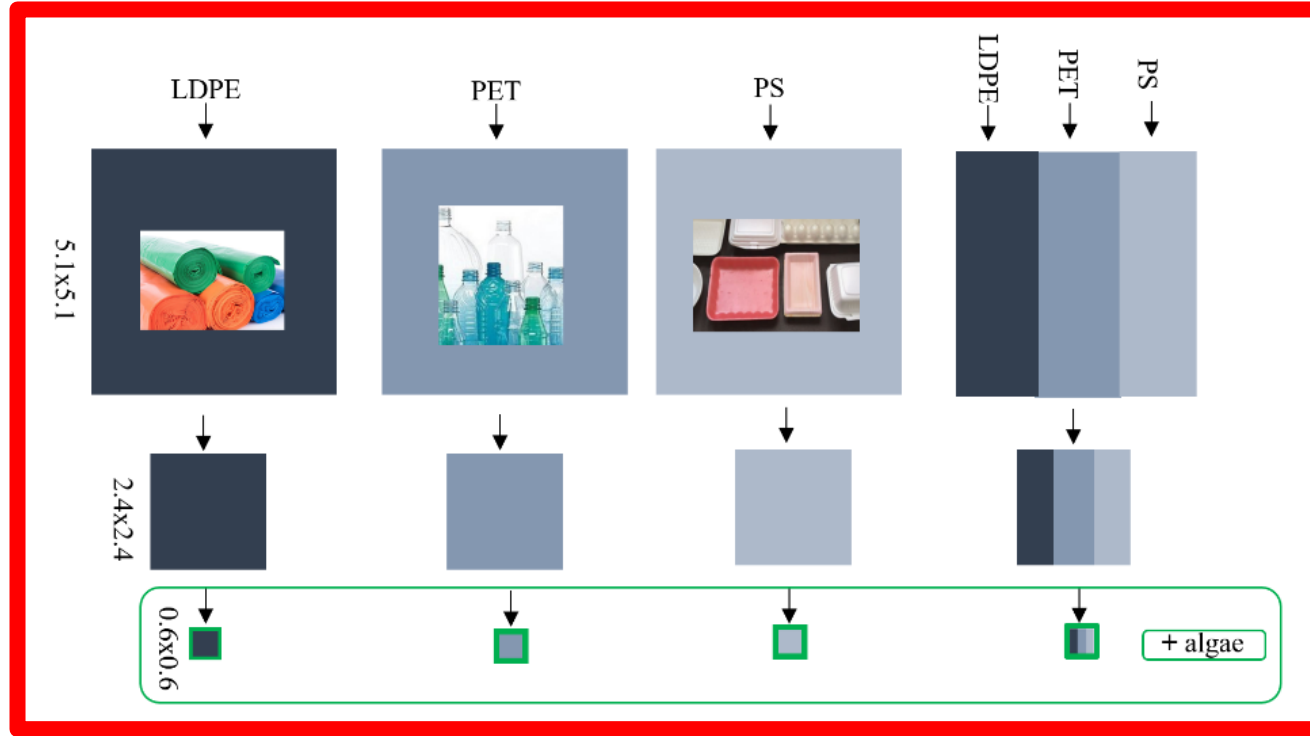 LDPE
PET
PS
LDPE
PET
PS
5.1x5.1
2.4x2.4
0.6x0.6
+ algae